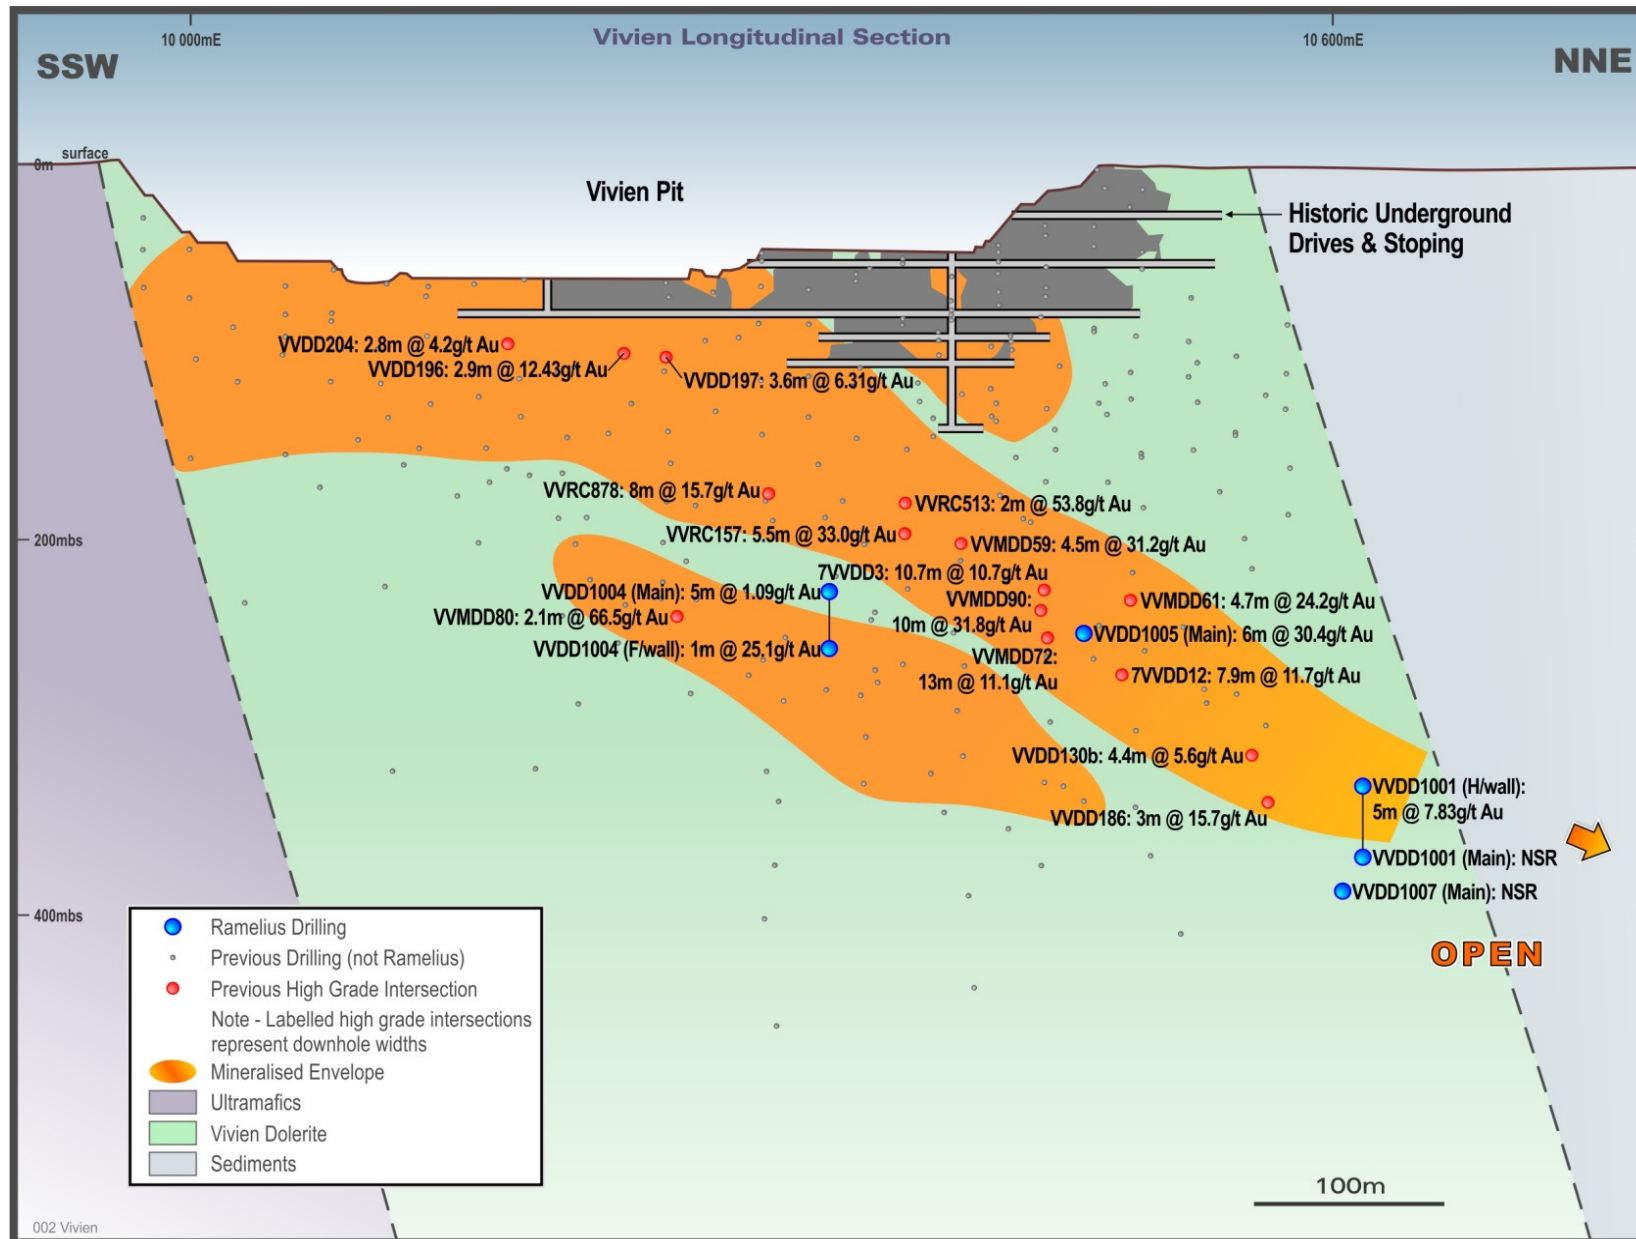 10 000mE
Vivien Longitudinal Section
10 600mE
SSW
NNE
0m
surface
Vivien Pit
Historic Underground
Drives & Stoping
VVDD204: 2.8m @ 4.2g/t Au
VVDD196: 2.9m @ 12.43g/t Au
VVDD197: 3.6m @ 6.31g/t Au
VVRC878: 8m @ 15.7g/t Au
VVRC513: 2m @ 53.8g/t Au
200mbs
VVRC157: 5.5m @ 33.0g/t Au
VVMDD59: 4.5m @ 31.2g/t Au
7VVDD3: 10.7m @ 10.7g/t Au
VVDD1004 (Main): 5m @ 1.09g/t Au
VVMDD90:
10m @ 31.8g/t Au
VVMDD61: 4.7m @ 24.2g/t Au
VVMDD80: 2.1m @ 66.5g/t Au
VVDD1005 (Main): 6m @ 30.4g/t Au
VVDD1004 (F/wall): 1m @ 25.1g/t Au
VVMDD72:
13m @ 11.1g/t Au
7VVDD12: 7.9m @ 11.7g/t Au
VVDD130b: 4.4m @ 5.6g/t Au
VVDD1001 (H/wall):
5m @ 7.83g/t Au
VVDD186: 3m @ 15.7g/t Au
VVDD1001 (Main): NSR
VVDD1007 (Main): NSR
400mbs
OPEN
Ramelius Drilling
Previous Drilling (not Ramelius)
Previous High Grade Intersection
Note - Labelled high grade intersections
represent downhole widths
Mineralised Envelope
Ultramafics
Vivien Dolerite
Sediments
100m
002 Vivien